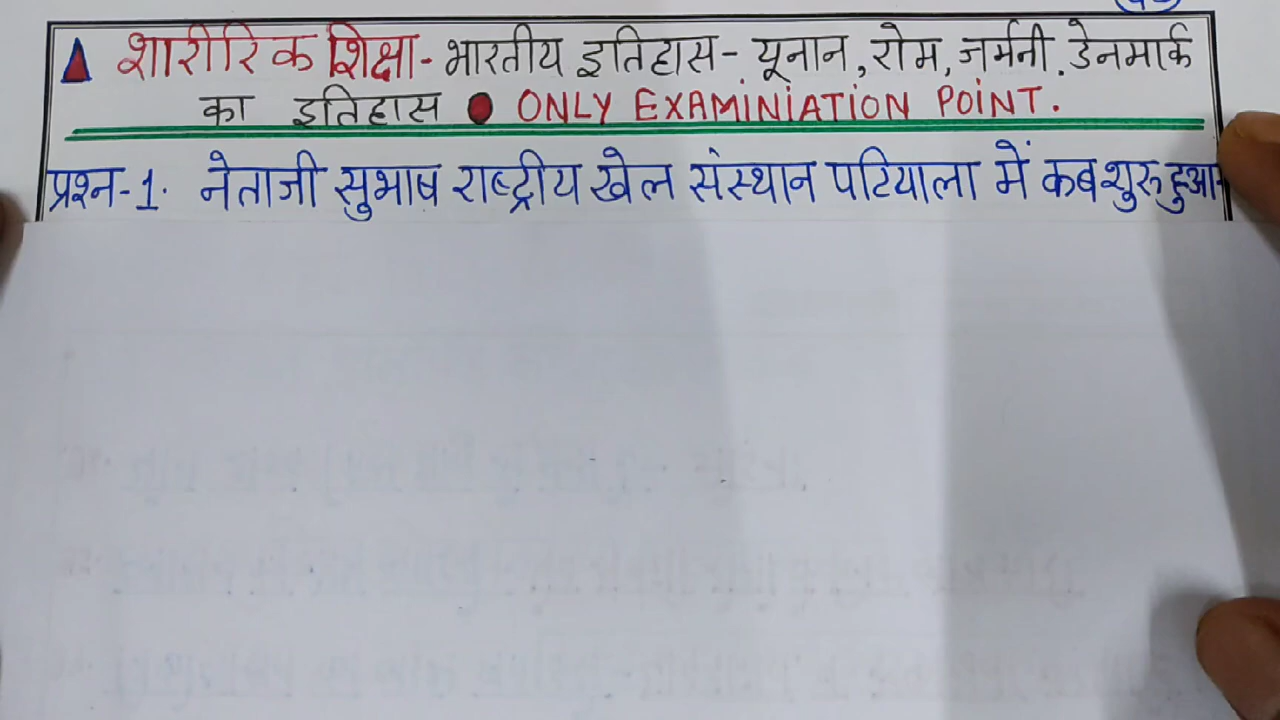 शारीरिक शिक्षा- भारतीय इतिहास- यूनान, रोम, जर्मनी. डेनमार्क
का इतिहास ● ONLY EXAMINIATION POINT.
प्रश्न-1. नेताजी सुभाष राष्ट्रीय खेल संस्थान पटियाला में कब शुरू हुआ-